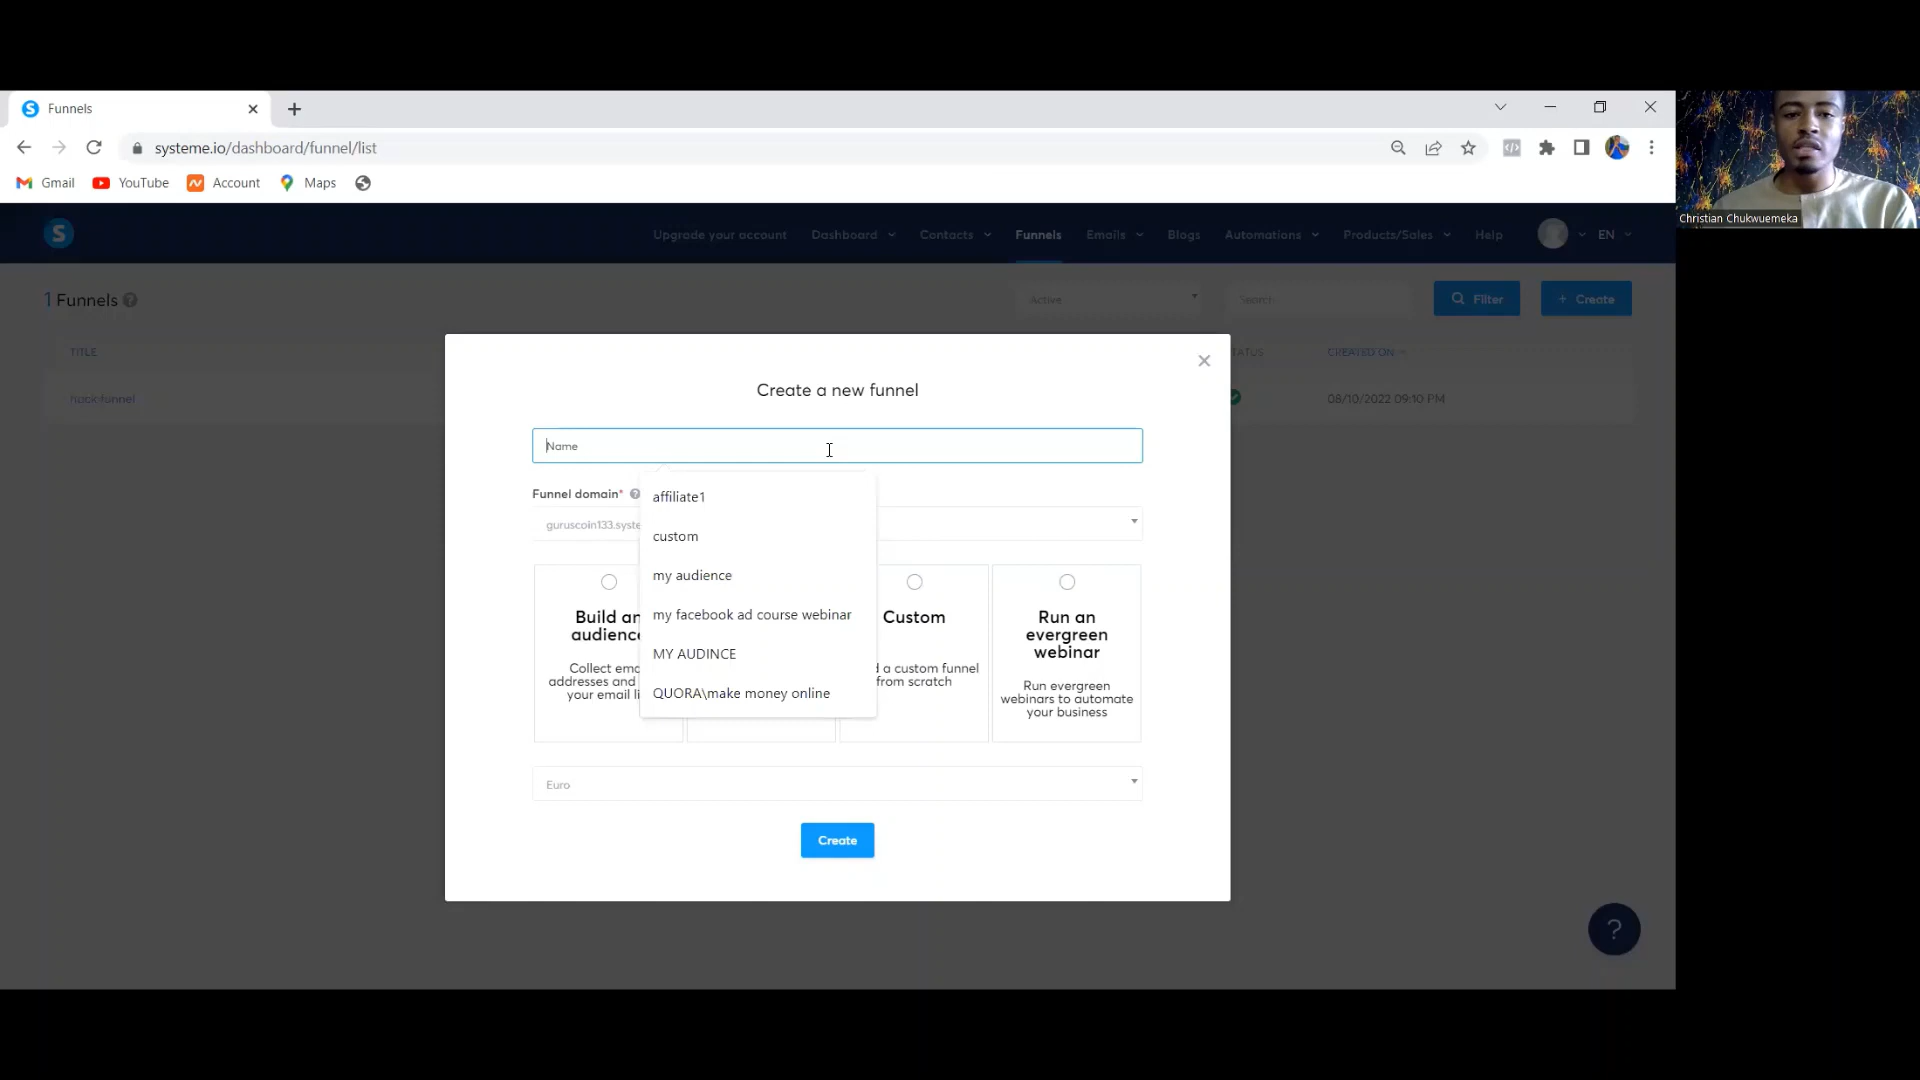 Funnels
systeme.io/dashboard/funnel/list
Gmail
YouTube
Account
Maps
Christian Chukwuemeka
S
Upgrade your account
Dashboard
Contacts
Funnels
Emails
Blogs
Automations
Products/Sales
Help
EN
1 Funnels ?
Active
Search
Filter
+ Create
TITLE
TATUS
CREATED ON
08/10/2022 09:10 PM
Create a new funnel
Name
affiliate1
custom
my audience
my facebook ad course webinar
MY AUDINCE
QUORA\make money online
Funnel domain* ?
guruscoin133.syste
Build an
audience
Collect ema
addresses and
your email li
Custom
d a custom funnel
from scratch
Run an
evergreen
webinar
Run evergreen
webinars to automate
your business
Euro
Create
?